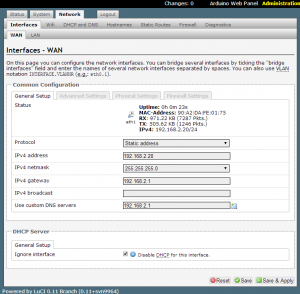 Changes: 0 Arduino Web Panel Administration
Status System Network Logout
Interfaces Wifi DHCP and DNS Hostnames Static Routes Firewall Diagnostics
WAN LAN
Interfaces - WAN
On this page you can configure the network interfaces. You can bridge several interfaces by ticking the "bridge
interfaces" field and enter the names of several network interfaces separated by spaces. You can also use VLAN
notation INTERFACE.VLANNR (e.g.: eth0.1).
Common Configuration
General Setup Advanced Settings Physical Settings Firewall Settings
Status
Uptime: 0h 0m 23s
MAC-Address: 90:A2:DA:FE:01:75
RX: 971.22 KB (7287 Pkts.)
TX: 505.62 KB (1246 Pkts.)
IPv4: 192.168.2.20/24
eth1
Protocol Static address
IPv4 address 192.168.2.20
IPv4 netmask 255.255.255.0
IPv4 gateway 192.168.2.1
IPv4 broadcast
Use custom DNS servers 192.168.2.1
DHCP Server
General Setup
Ignore interface Disable DHCP for this interface.
Reset Save Save & Apply
Powered by LuCI 0.11 Branch (0.11+svn9964)